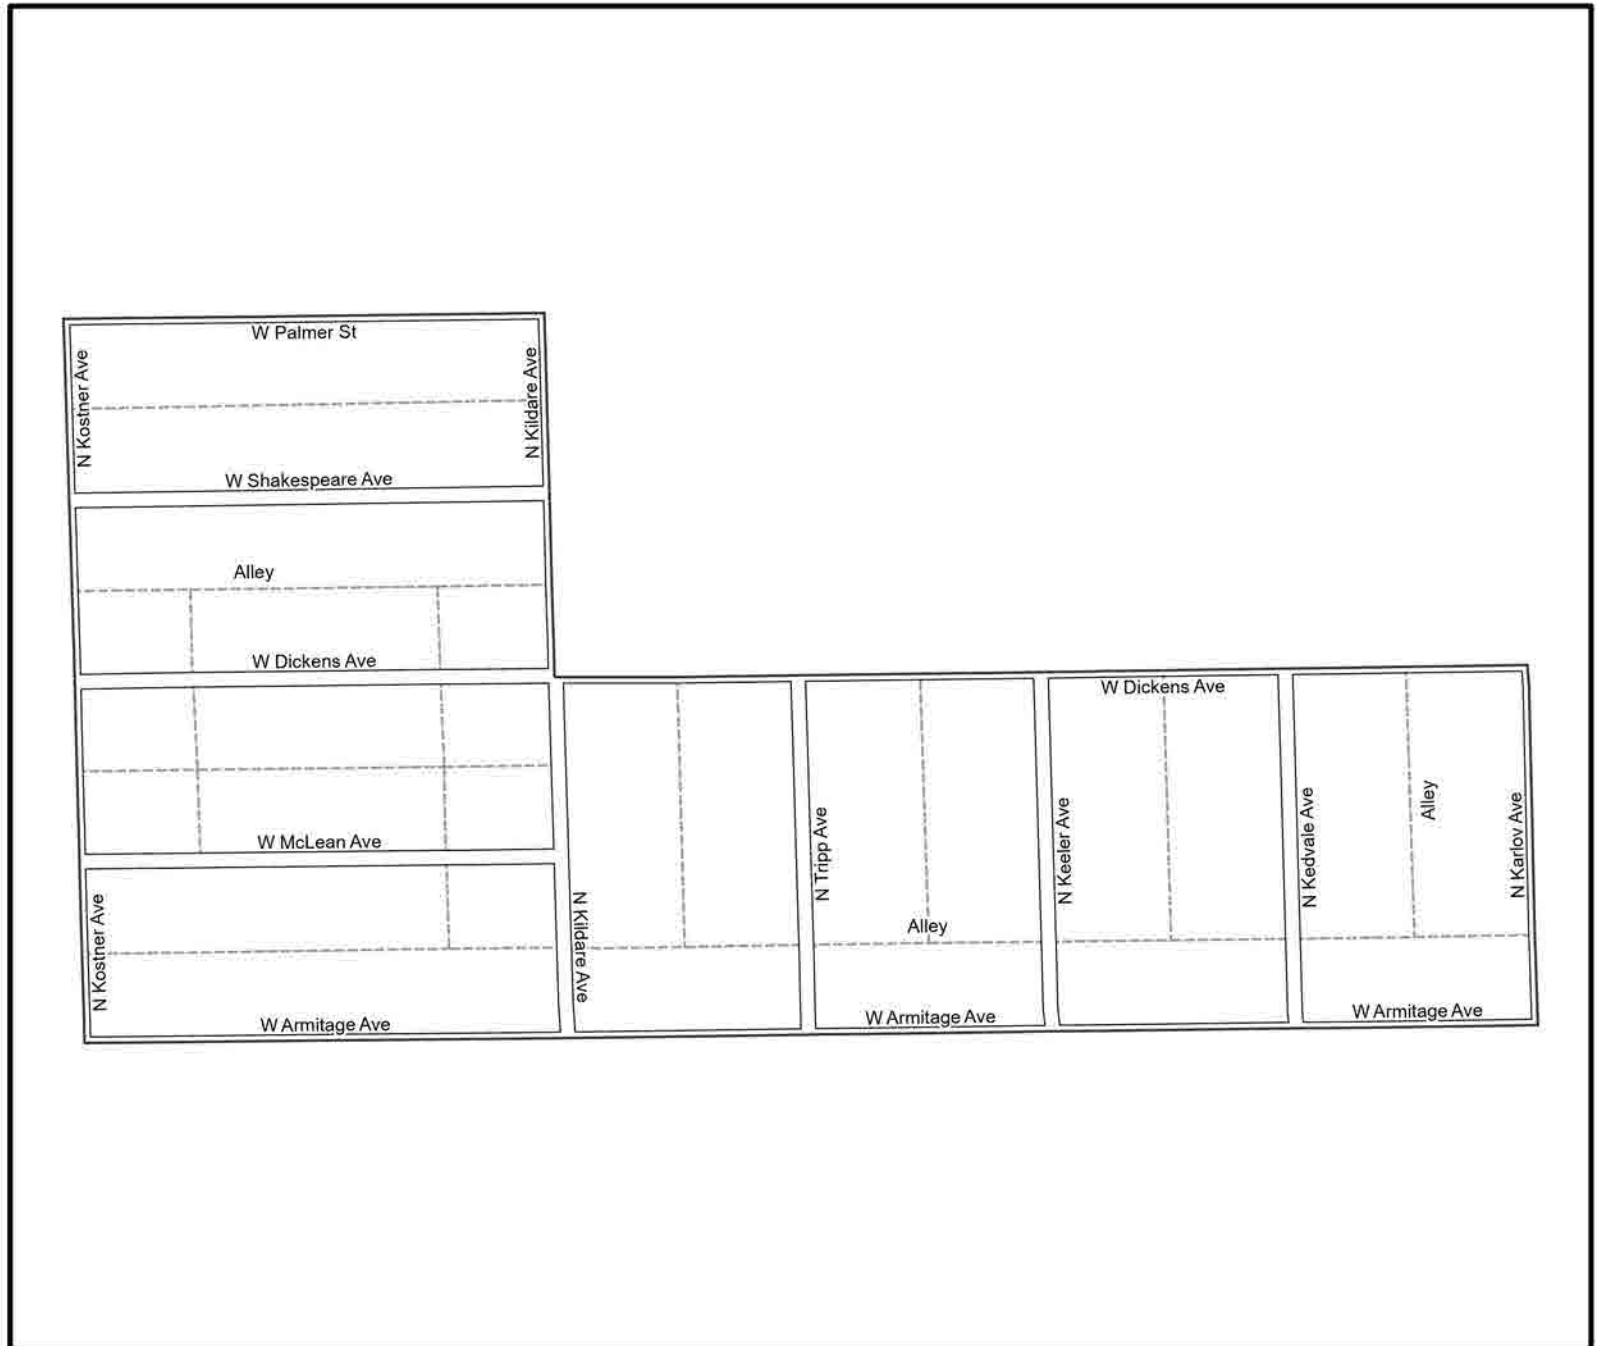 W Palmer St
N Kostner Ave
N Kildare Ave
W Shakespeare Ave
Alley
W Dickens Ave
W Dickens Ave
Alley
N Tripp Ave
N Keeler Ave
N Kedvale Ave
N Karlov Ave
W McLean Ave
N Kostner Ave
N Kildare Ave
Alley
W Armitage Ave
W Armitage Ave
W Armitage Ave